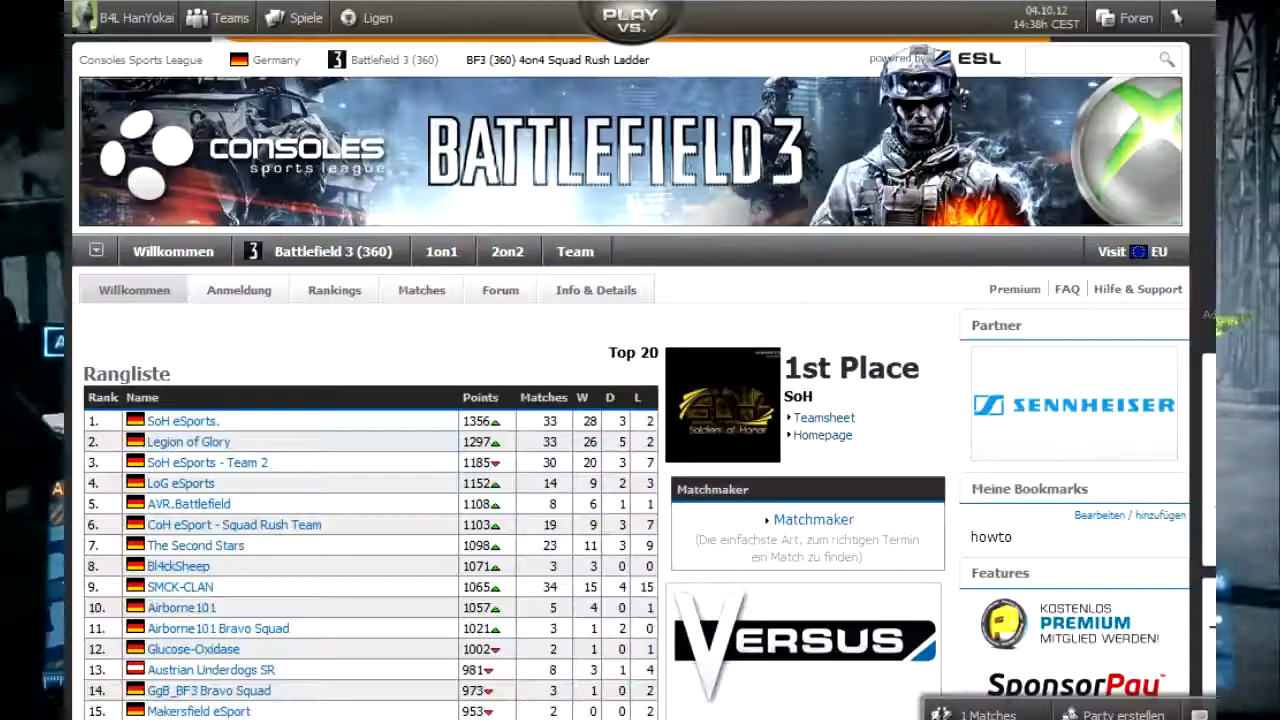 B4L HanYokai Teams Spiele Ligen PLAY VS. 04.10.12 14:38h CEST Foren
Consoles Sports League Germany Battlefield 3 (360) BF3 (360) 4on4 Squad Rush Ladder powered by ESL
CONSOLES
sports league
BATTLEFIELD 3
Willkommen 3 Battlefield 3 (360) 1on1 2on2 Team Visit EU
Willkommen Anmeldung Rankings Matches Forum Info & Details Premium FAQ Hilfe & Support
Top 20
Rangliste
Rank Name Points Matches W D L
1. SoH eSports. 1356 33 28 3 2
2. Legion of Glory 1297 33 26 5 2
3. SoH eSports - Team 2 1185 30 20 3 7
4. LoG eSports 1152 14 9 2 3
5. AVR.Battlefield 1108 8 6 1 1
6. CoH eSport - Squad Rush Team 1103 19 9 3 7
7. The Second Stars 1098 23 11 3 9
8. Bl4ckSheep 1071 3 3 0 0
9. SMCK-CLAN 1065 34 15 4 15
10. Airborne101 1057 5 4 0 1
11. Airborne101 Bravo Squad 1021 3 1 2 0
12. Glucose-Oxidase 1002 2 1 0 1
13. Austrian Underdogs SR 981 8 3 1 4
14. GgB_BF3 Bravo Squad 973 3 1 0 2
15. Makersfield eSport 953 2 0 0 2
Soldiers of Honor
1st Place
SoH
Teamsheet
Homepage
Matchmaker
Matchmaker
(Die einfachste Art, zum richtigen Termin
ein Match zu finden)
VERSUS
Partner
SENNHEISER
Meine Bookmarks
Bearbeiten / hinzufügen
howto
Features
KOSTENLOS
PREMIUM
MITGLIED WERDEN!
SponsorPay
1 Matches Party erstellen